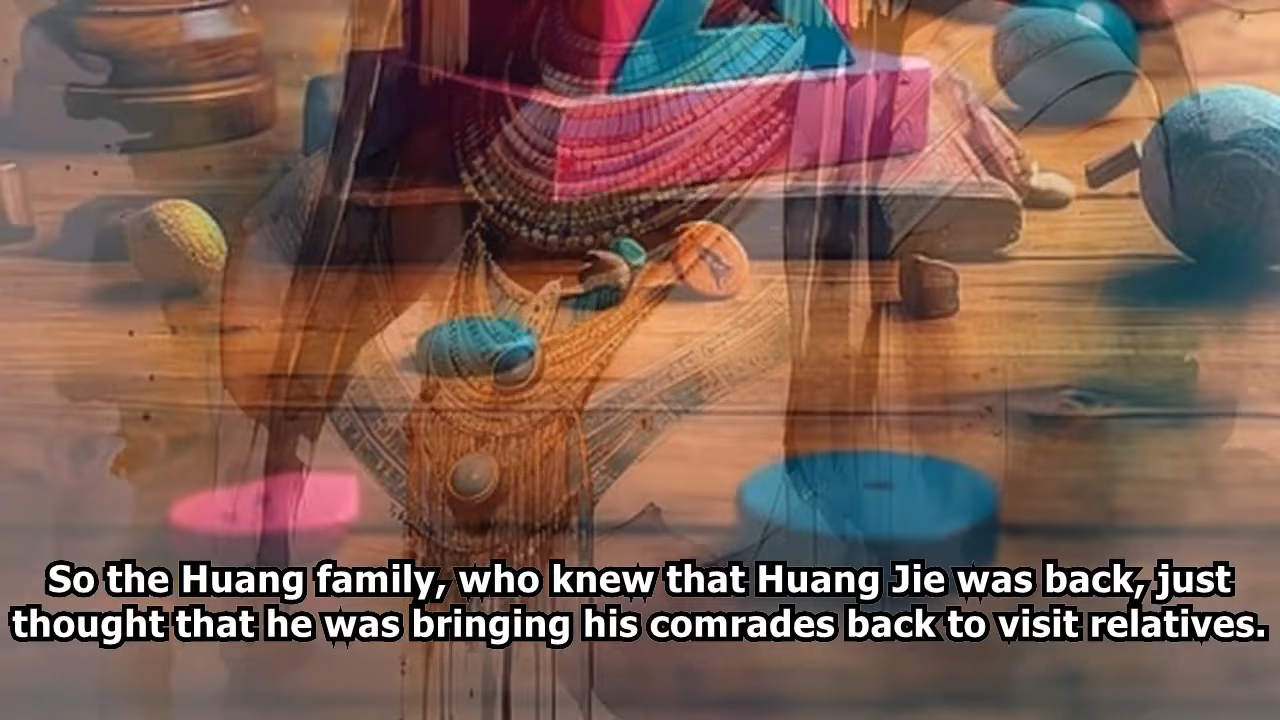 So the Huang family, who knew that Huang Jie was back, just
thought that he was bringing his comrades back to visit relatives.